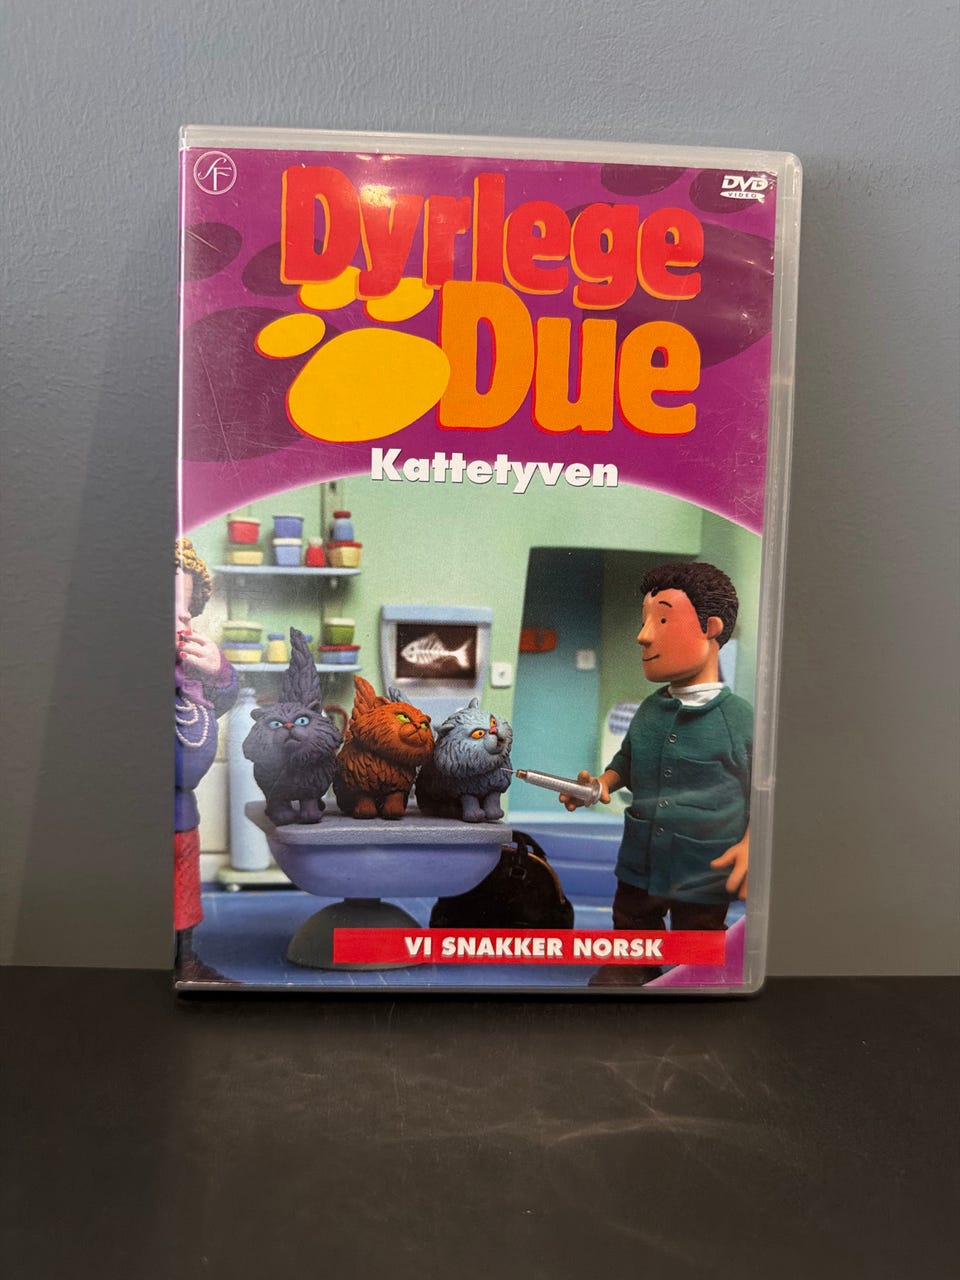 SF
DVD
VIDEO
Dyrlege
Due
Kattetyven
VI SNAKKER NORSK